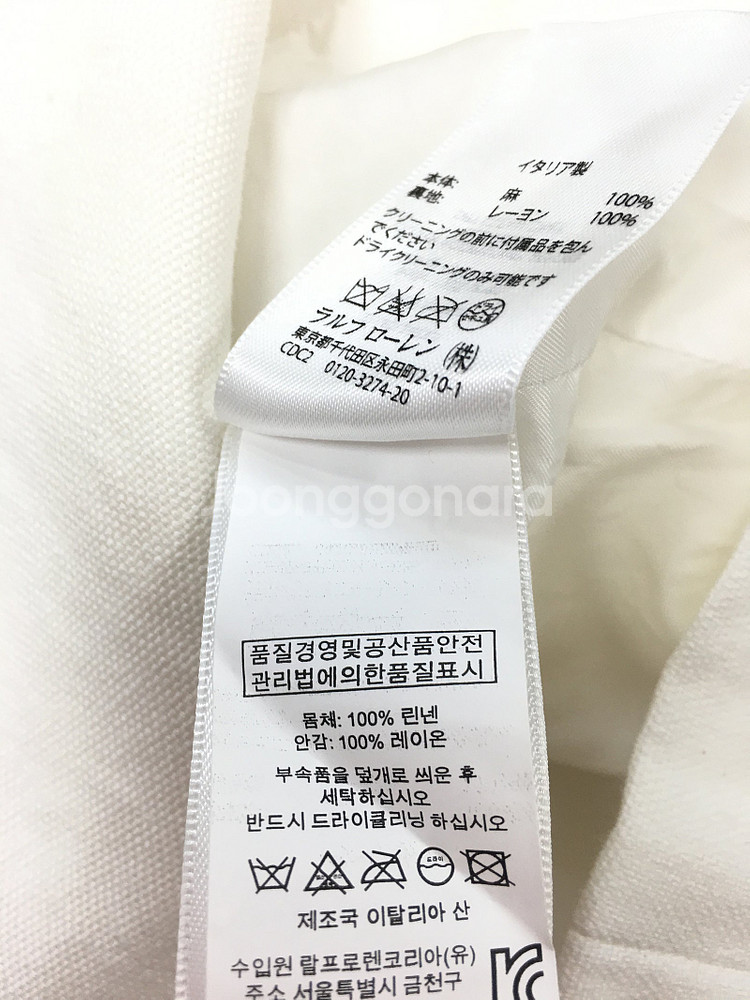 イタリア製
本体: 麻 100%
裏地: レーヨン 100%
クリーニングの前に付属品を包ん
でください
ドライクリーニングのみ可能です
ラルフ ローレン ㈱
東京都千代田区永田町2-10-1
CDC2 0120-3274-20
bonggonara
품질경영및공산품안전
관리법에의한품질표시
몸체: 100% 린넨
안감: 100% 레이온
부속품을 덮개로 씌운 후
세탁하십시오
반드시 드라이클리닝 하십시오
드라이
제조국 이탈리아 산
수입원 랄프로렌코리아(유)
주소 서울특별시 금천구